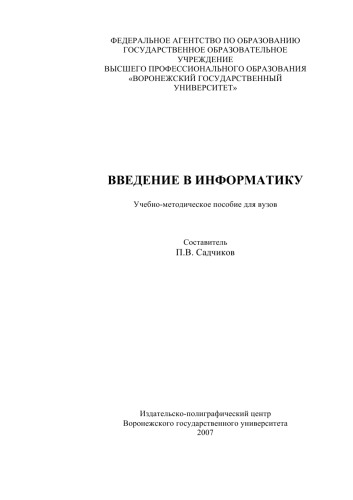 ФЕДЕРАЛЬНОЕ АГЕНТСТВО ПО ОБРАЗОВАНИЮ
ГОСУДАРСТВЕННОЕ ОБРАЗОВАТЕЛЬНОЕ
УЧРЕЖДЕНИЕ
ВЫСШЕГО ПРОФЕССИОНАЛЬНОГО ОБРАЗОВАНИЯ
«ВОРОНЕЖСКИЙ ГОСУДАРСТВЕННЫЙ
УНИВЕРСИТЕТ»
ВВЕДЕНИЕ В ИНФОРМАТИКУ
Учебно-методическое пособие для вузов
Составитель
П.В. Садчиков
Издательско-полиграфический центр
Воронежского государственного университета
2007